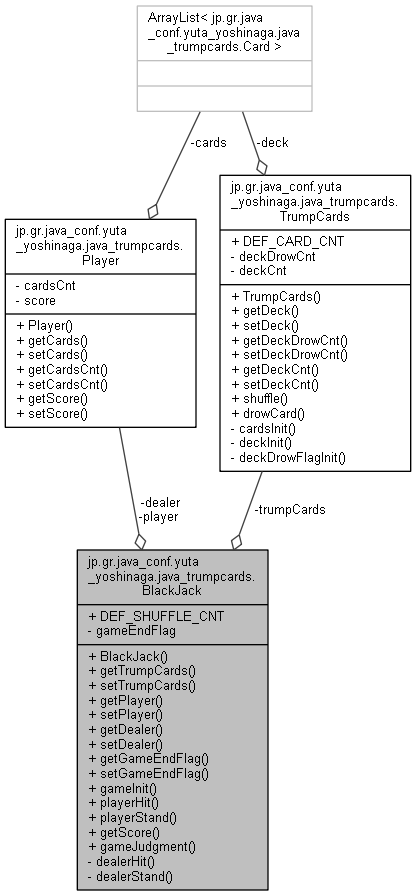 ArrayList< jp.gr.java
_conf.yuta_yoshinaga.java
_trumpcards.Card >
-cards
-deck
jp.gr.java_conf.yuta
_yoshinaga.java_trumpcards.
Player
- cardsCnt
- score
+ Player()
+ getCards()
+ setCards()
+ getCardsCnt()
+ setCardsCnt()
+ getScore()
+ setScore()
jp.gr.java_conf.yuta
_yoshinaga.java_trumpcards.
TrumpCards
+ DEF_CARD_CNT
- deckDrowCnt
- deckCnt
+ TrumpCards()
+ getDeck()
+ setDeck()
+ getDeckDrowCnt()
+ setDeckDrowCnt()
+ getDeckCnt()
+ setDeckCnt()
+ shuffle()
+ drowCard()
- cardsInit()
- deckInit()
- deckDrowFlagInit()
-dealer
-player
-trumpCards
jp.gr.java_conf.yuta
_yoshinaga.java_trumpcards.
BlackJack
+ DEF_SHUFFLE_CNT
- gameEndFlag
+ BlackJack()
+ getTrumpCards()
+ setTrumpCards()
+ getPlayer()
+ setPlayer()
+ getDealer()
+ setDealer()
+ getGameEndFlag()
+ setGameEndFlag()
+ gameInit()
+ playerHit()
+ playerStand()
+ getScore()
+ gameJudgment()
- dealerHit()
- dealerStand()